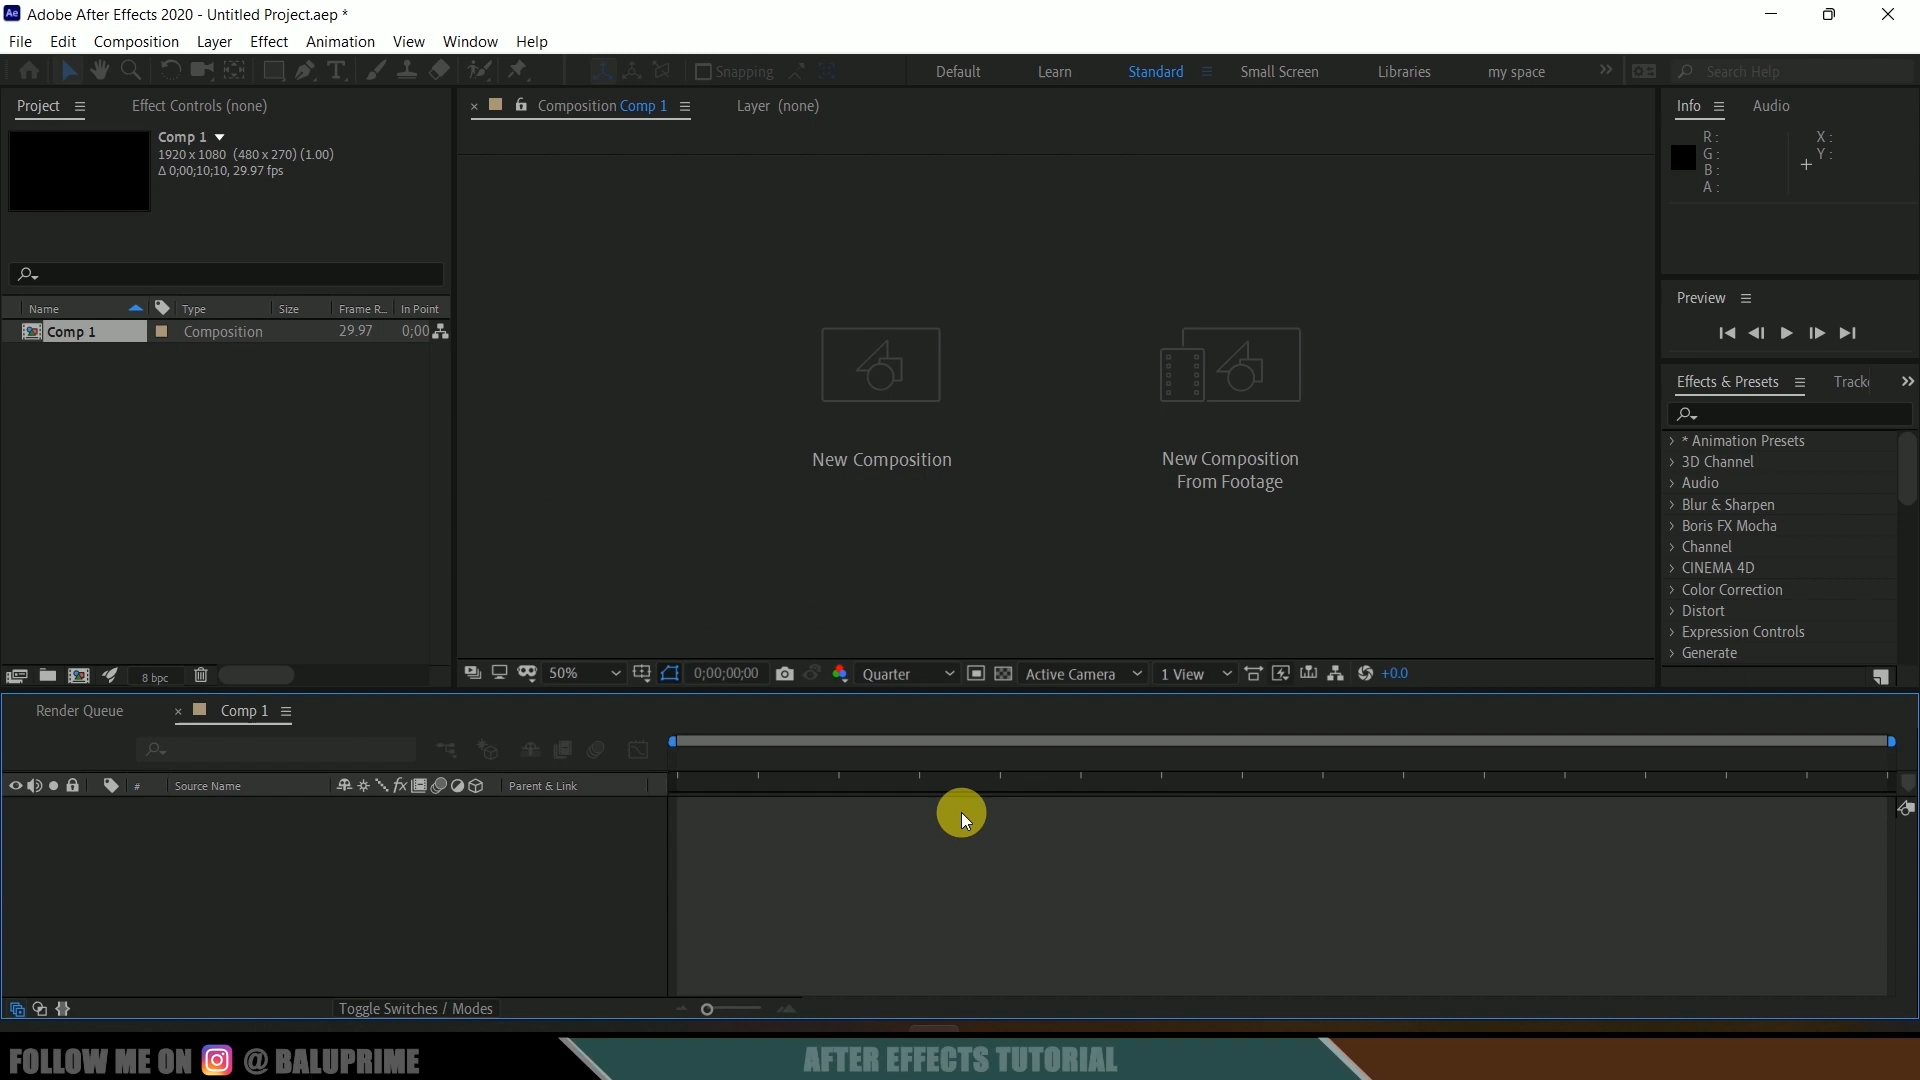 Adobe After Effects 2020 - Untitled Project.aep *
File Edit Composition Layer Effect Animation View Window Help
Snapping Default Learn Standard Small Screen Libraries my space Search Help
Project Effect Controls (none) Composition Comp 1 Layer (none) Info Audio
Comp 1
1920 x 1080 (480 x 270) (1.00)
Δ 0;00;10;10, 29.97 fps
R :
G :
B :
A :
X :
Y :
Preview
Effects & Presets
Name Type Size Frame R... In Point
Comp 1 Composition 29.97 0;00
* Animation Presets
3D Channel
Audio
Blur & Sharpen
Boris FX Mocha
Channel
CINEMA 4D
Color Correction
Distort
Expression Controls
Generate
New Composition
New Composition
From Footage
8 bpc 50% 0;00;00;00 Quarter Active Camera 1 View +0.0
Render Queue Comp 1
# Source Name fx Parent & Link
Toggle Switches / Modes
FOLLOW ME ON @ BALUPRIME
AFTER EFFECTS TUTORIAL